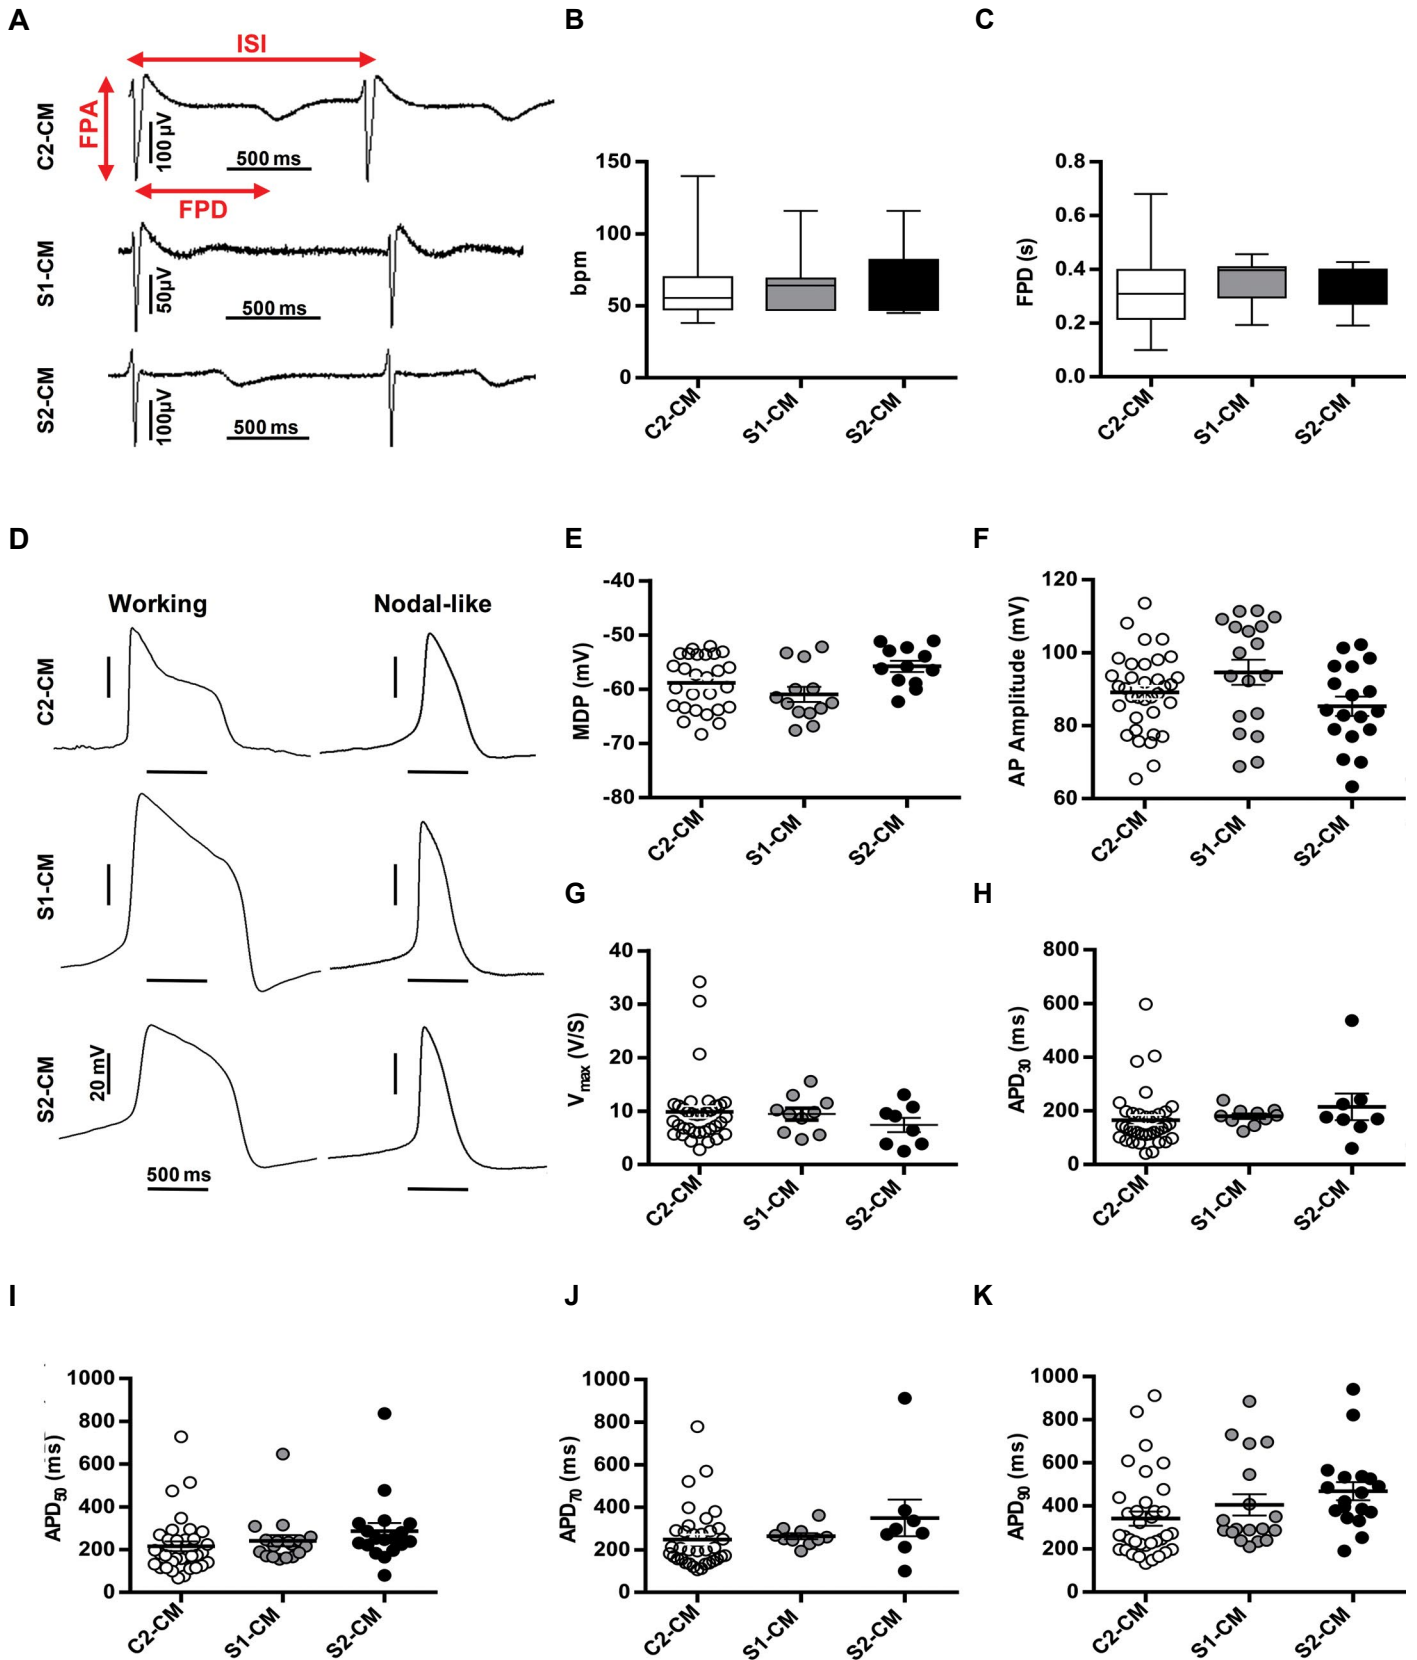 A
ISI
C2-CM
FPA
100 µV
500 ms
FPD
S1-CM
50µV
500 ms
S2-CM
100µV
500 ms
B
bpm
150
100
50
0
C2-CM
S1-CM
S2-CM
C
FPD (s)
0.8
0.6
0.4
0.2
0.0
C2-CM
S1-CM
S2-CM
D
Working
Nodal-like
C2-CM
S1-CM
S2-CM
20 mV
500 ms
E
MDP (mV)
-40
-50
-60
-70
-80
C2-CM
S1-CM
S2-CM
F
AP Amplitude (mV)
120
100
80
60
C2-CM
S1-CM
S2-CM
G
Vmax (V/S)
40
30
20
10
0
C2-CM
S1-CM
S2-CM
H
APD30 (ms)
800
600
400
200
0
C2-CM
S1-CM
S2-CM
I
APD50 (ms)
1000
800
600
400
200
0
C2-CM
S1-CM
S2-CM
J
APD70 (ms)
1000
800
600
400
200
0
C2-CM
S1-CM
S2-CM
K
APD90 (ms)
1000
800
600
400
200
0
C2-CM
S1-CM
S2-CM